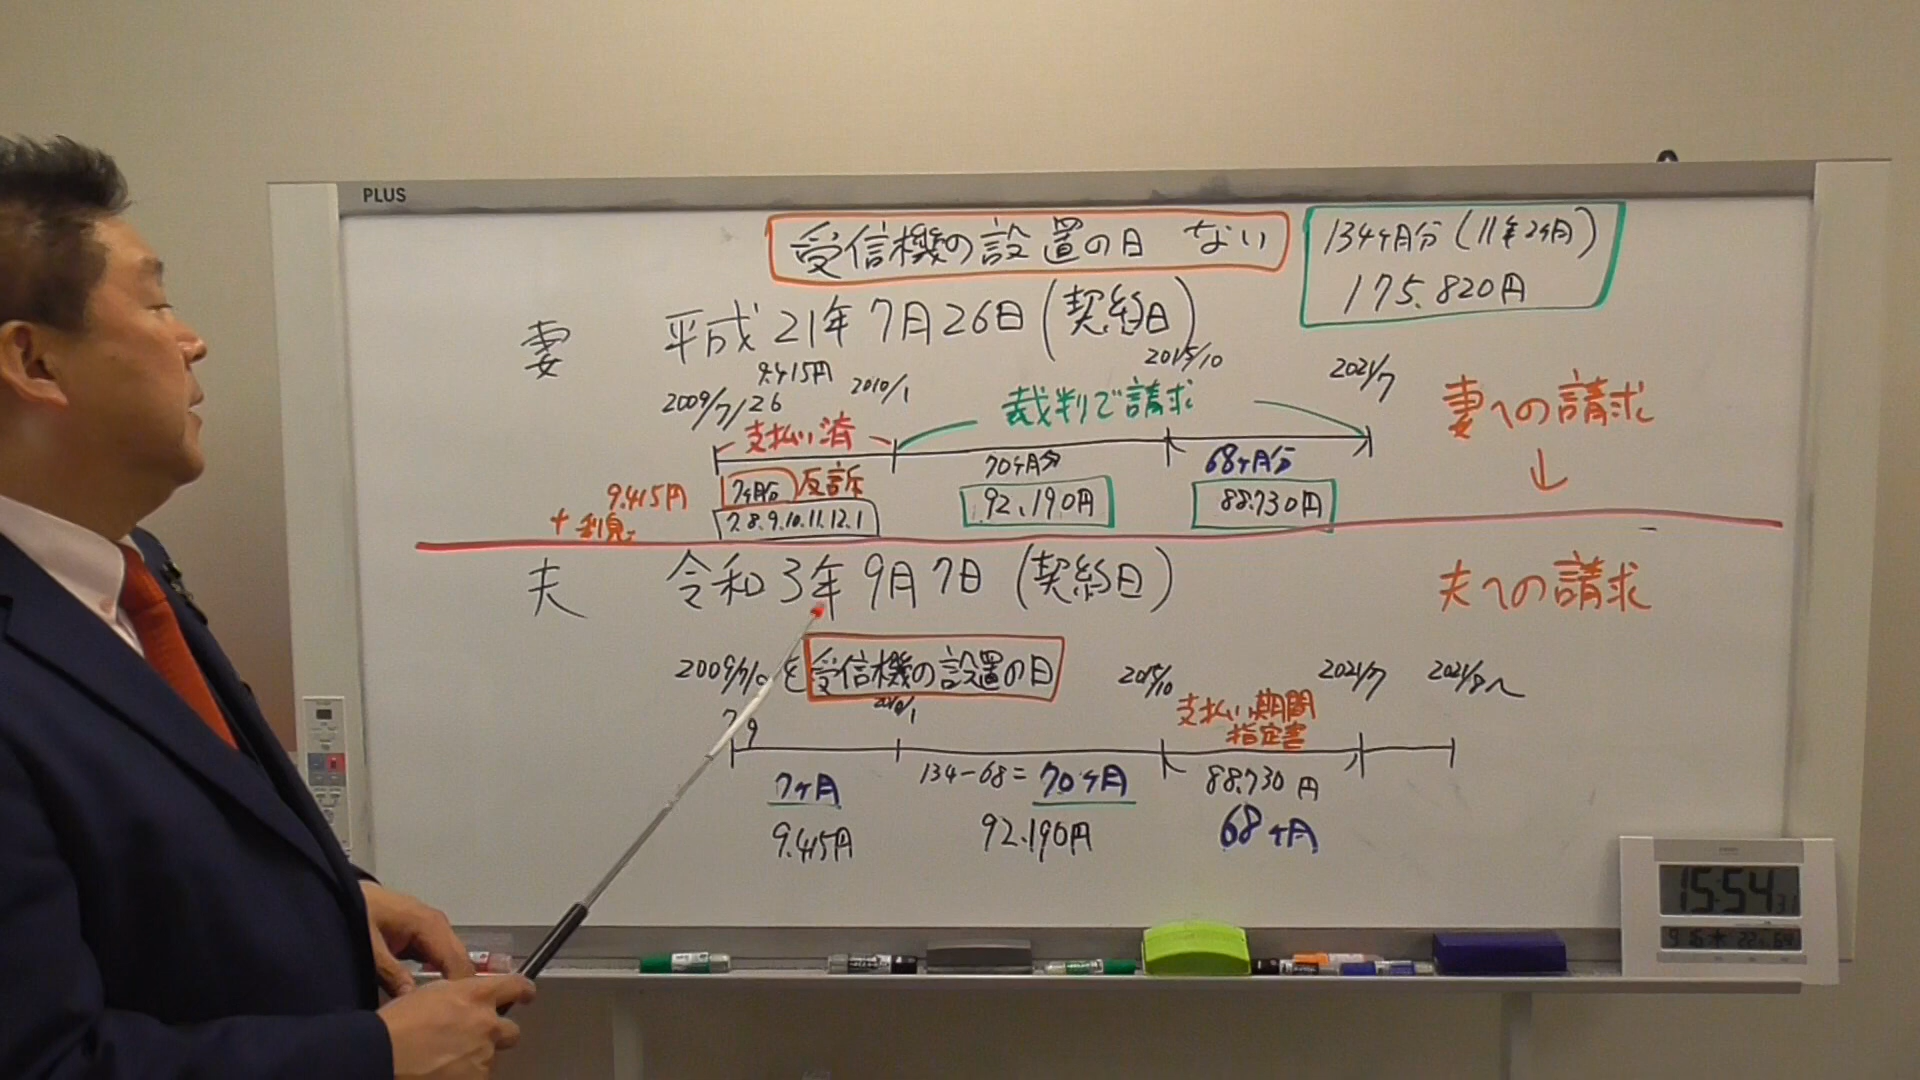 PLUS
受信機の設置の日 ない
134ヶ月分(11年2ヶ月)
175.820円
妻 平成21年7月26日(契約日)
9.415円
2009/7/26
2010/1
2015/10
2021/7
支払い済
裁判で請求
妻への請求
↓
7ヶ月分
反訴
70ヶ月分
68ヶ月分
9.415円
+利息
7.8.9.10.11.12.1
92.190円
88.730円
夫 令和3年9月7日(契約日)
夫への請求
を受信機の設置の日
2015/10
2021/7
2021/8〜
支払い期間
指定書
7ヶ月
134-68=70ヶ月
88.730円
9.415円
92.190円
68ヶ月
15:54 31